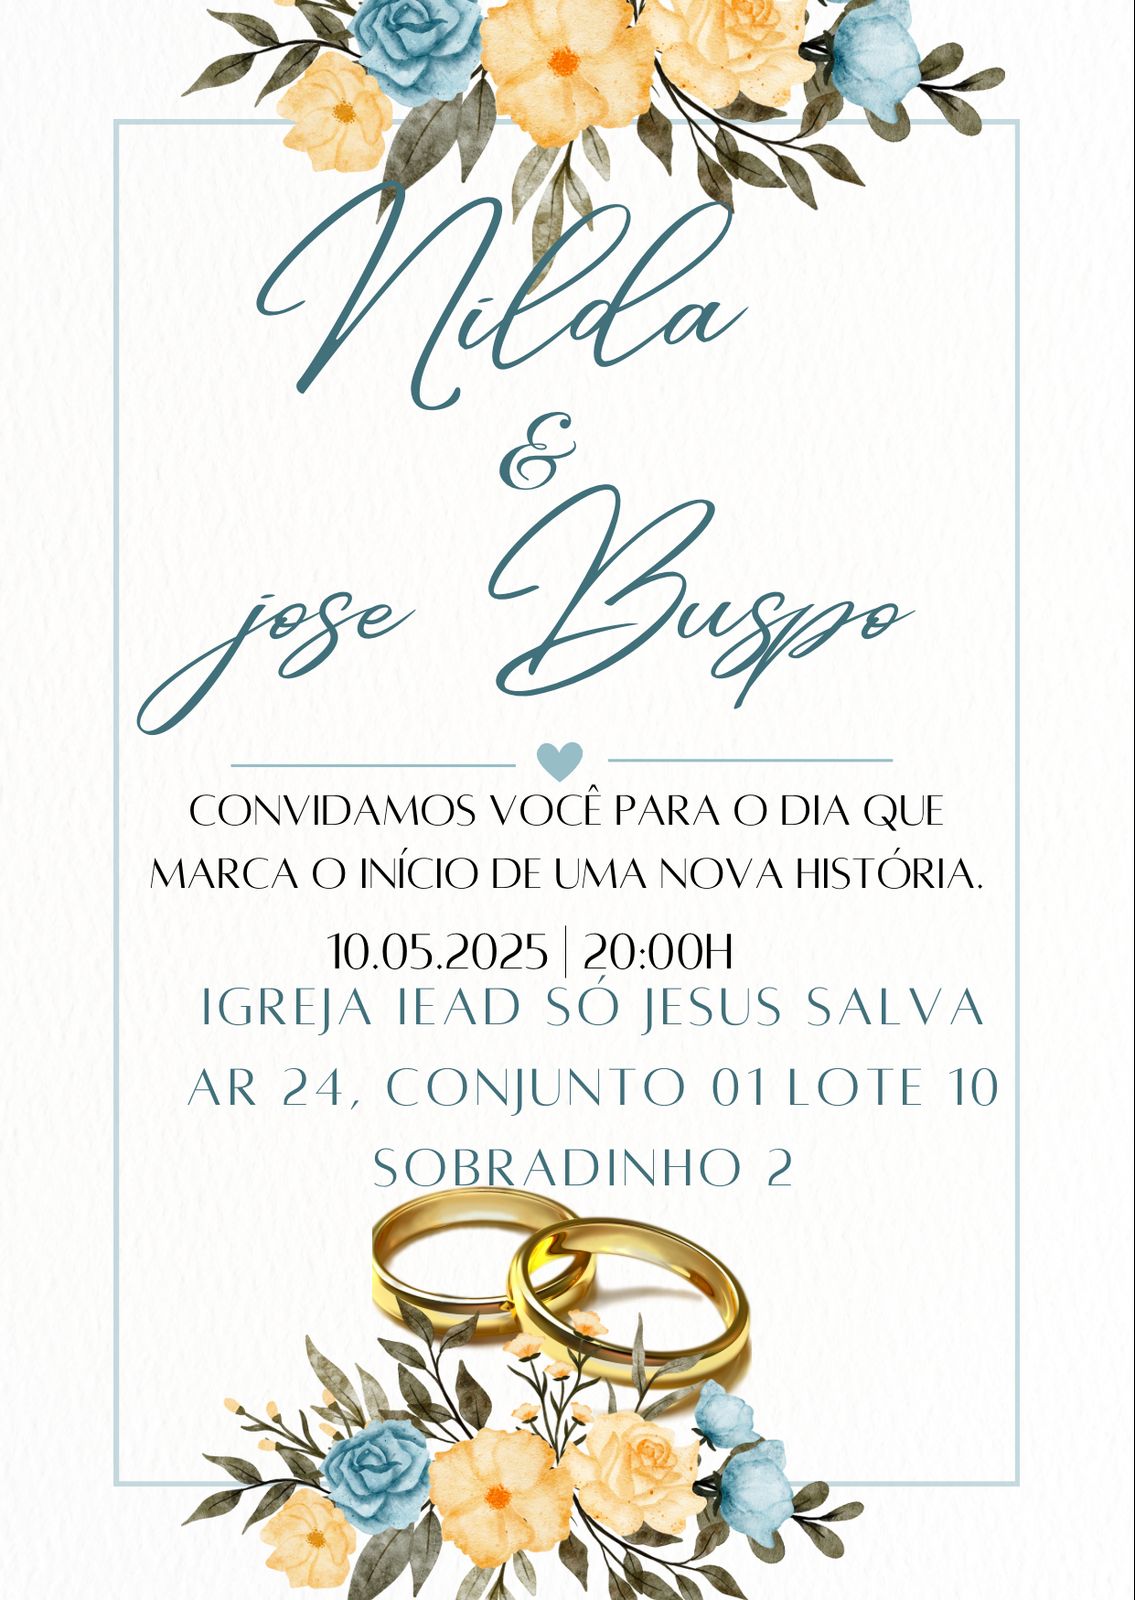 Nilda
&
jose Buspo
CONVIDAMOS VOCÊ PARA O DIA QUE
MARCA O INÍCIO DE UMA NOVA HISTÓRIA.
10.05.2025 | 20:00H
IGREJA IEAD SÓ JESUS SALVA
AR 24, CONJUNTO 01 LOTE 10
SOBRADINHO 2